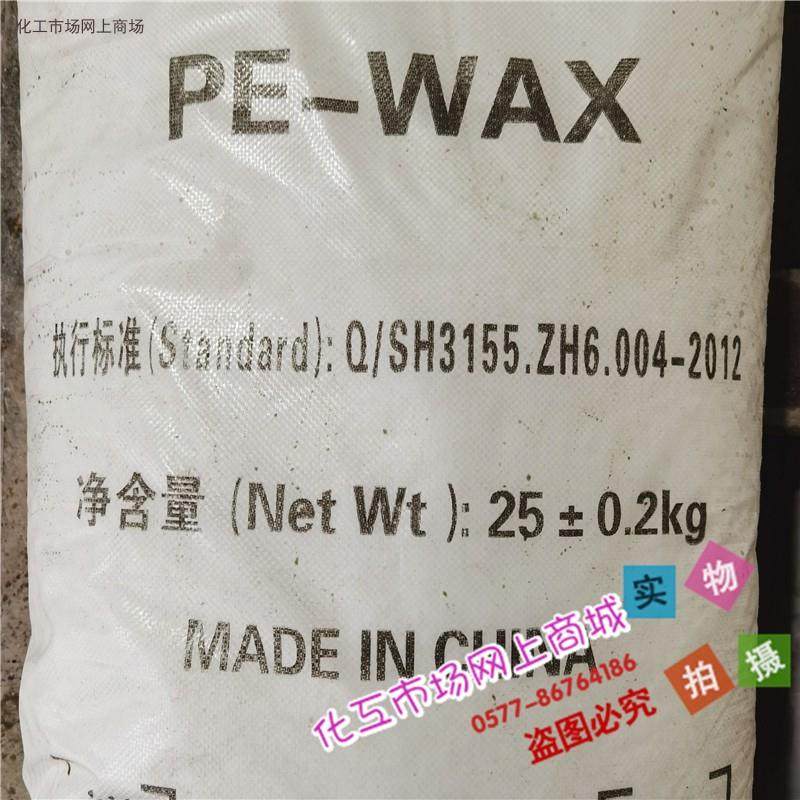 化工市场网上商场
PE-WAX
执行标准(Standard): Q/SH3155.ZH6.004-2012
净含量 (Net Wt ): 25 ± 0.2kg
MADE IN CHINA
实物
拍摄
化互市场网上商城
0577-86764186
盗图必究